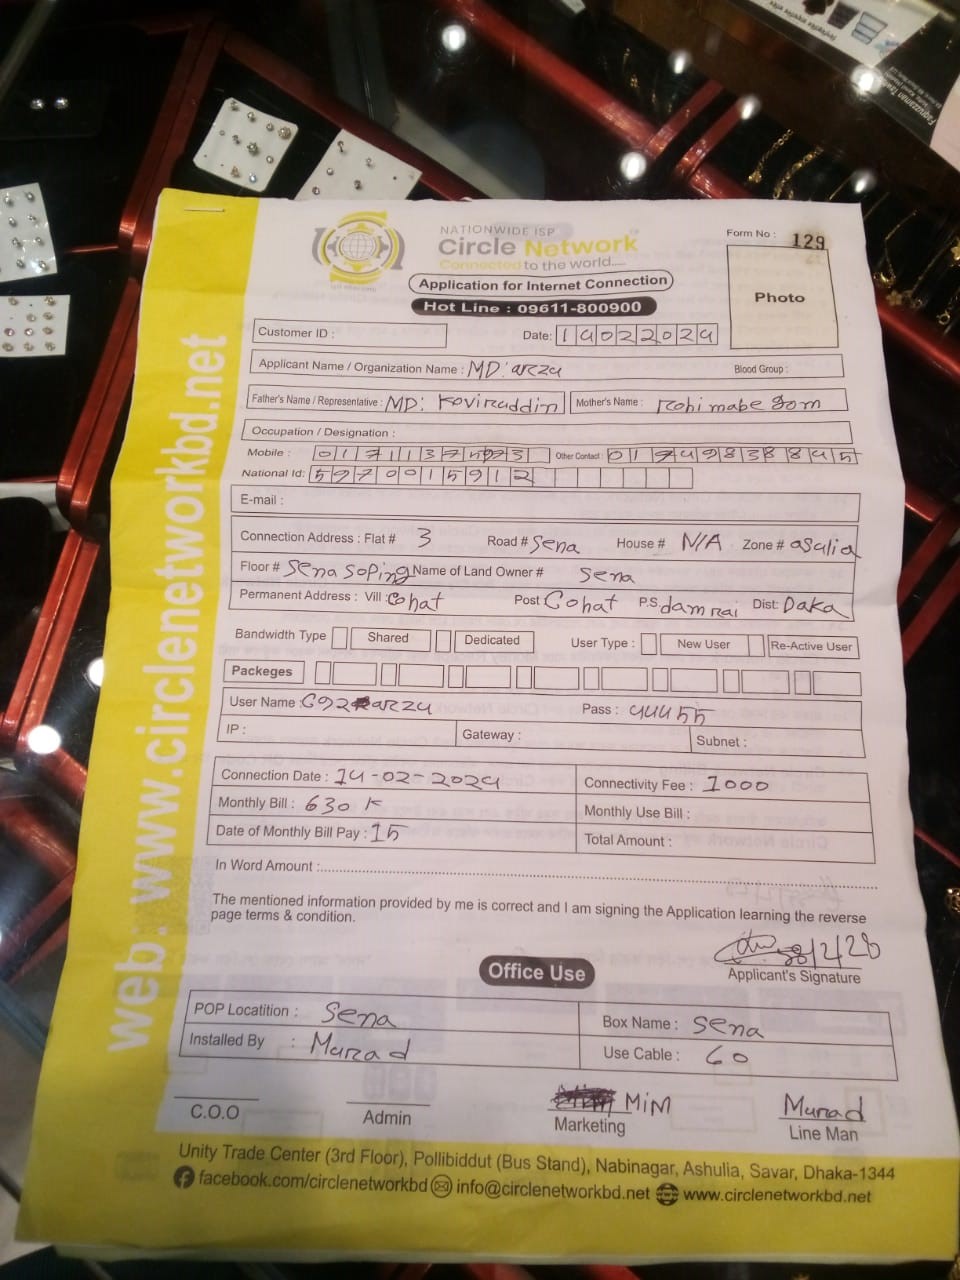 NATIONWIDE ISP
Circle Network
Connected to the world....
Application for Internet Connection
Hot Line : 09611-800900
Form No : 129
Photo
Customer ID :
Date: 14022024
Applicant Name / Organization Name : MD: arzu Blood Group :
Father's Name / Representative : MD: Koviruddin Mother's Name : Rohimabegom
Occupation / Designation :
Mobile : Other Contact : 01949838845
National Id: 5970015912
E-mail :
Connection Address : Flat # 3 Road # Sena House # N/A Zone # asulia
Floor # Sena Soping Name of Land Owner # Sena
Permanent Address : Vill : Gohat Post Gohat P.S. damrai Dist: Daka
Bandwidth Type Shared Dedicated User Type : New User Re-Active User
Packeges
User Name : Pass : 44455
IP : Gateway : Subnet :
Connection Date : 14-02-2024 Connectivity Fee : 1000
Monthly Bill : 630 Monthly Use Bill :
Date of Monthly Bill Pay : 15 Total Amount :
In Word Amount :
The mentioned information provided by me is correct and I am signing the Application learning the reverse
page terms & condition.
Applicant's Signature
Office Use
POP Locatition : Sena Box Name : Sena
Installed By : Murad Use Cable : 60
C.O.O Admin MiM Marketing Murad Line Man
Unity Trade Center (3rd Floor), Pollibiddut (Bus Stand), Nabinagar, Ashulia, Savar, Dhaka-1344
facebook.com/circlenetworkbd info@circlenetworkbd.net www.circlenetworkbd.net
web : www.circlenetworkbd.net